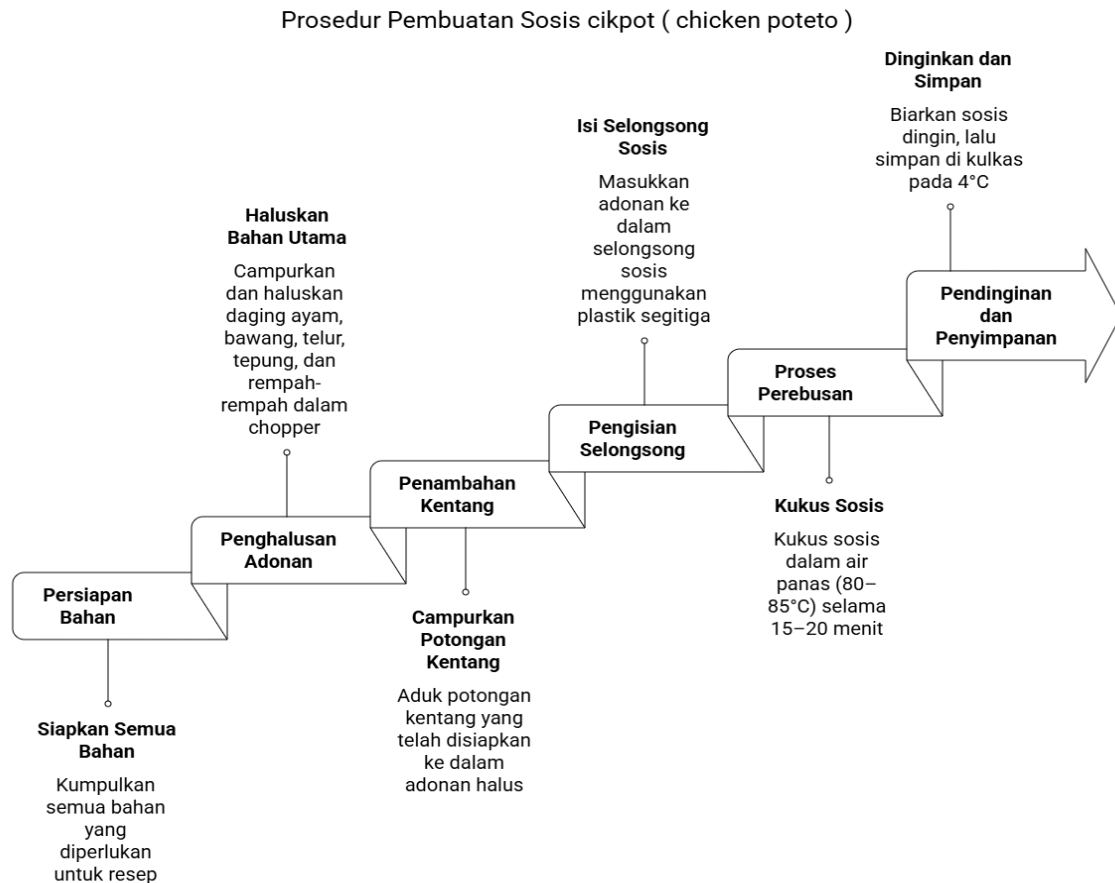 Prosedur Pembuatan Sosis cikpot ( chicken poteto )
Persiapan
Bahan
Siapkan Semua
Bahan
Kumpulkan
semua bahan
yang
diperlukan
untuk resep
Haluskan
Bahan Utama
Campurkan
dan haluskan
daging ayam,
bawang, telur,
tepung, dan
rempah-
rempah dalam
chopper
Penghalusan
Adonan
Penambahan
Kentang
Campurkan
Potongan
Kentang
Aduk potongan
kentang yang
telah disiapkan
ke dalam
adonan halus
Isi Selongsong
Sosis
Masukkan
adonan ke
dalam
selongsong
sosis
menggunakan
plastik segitiga
Pengisian
Selongsong
Proses
Perebusan
Kukus Sosis
Kukus sosis
dalam air
panas (80–
85°C) selama
15–20 menit
Dinginkan dan
Simpan
Biarkan sosis
dingin, lalu
simpan di kulkas
pada 4°C
Pendinginan
dan
Penyimpanan